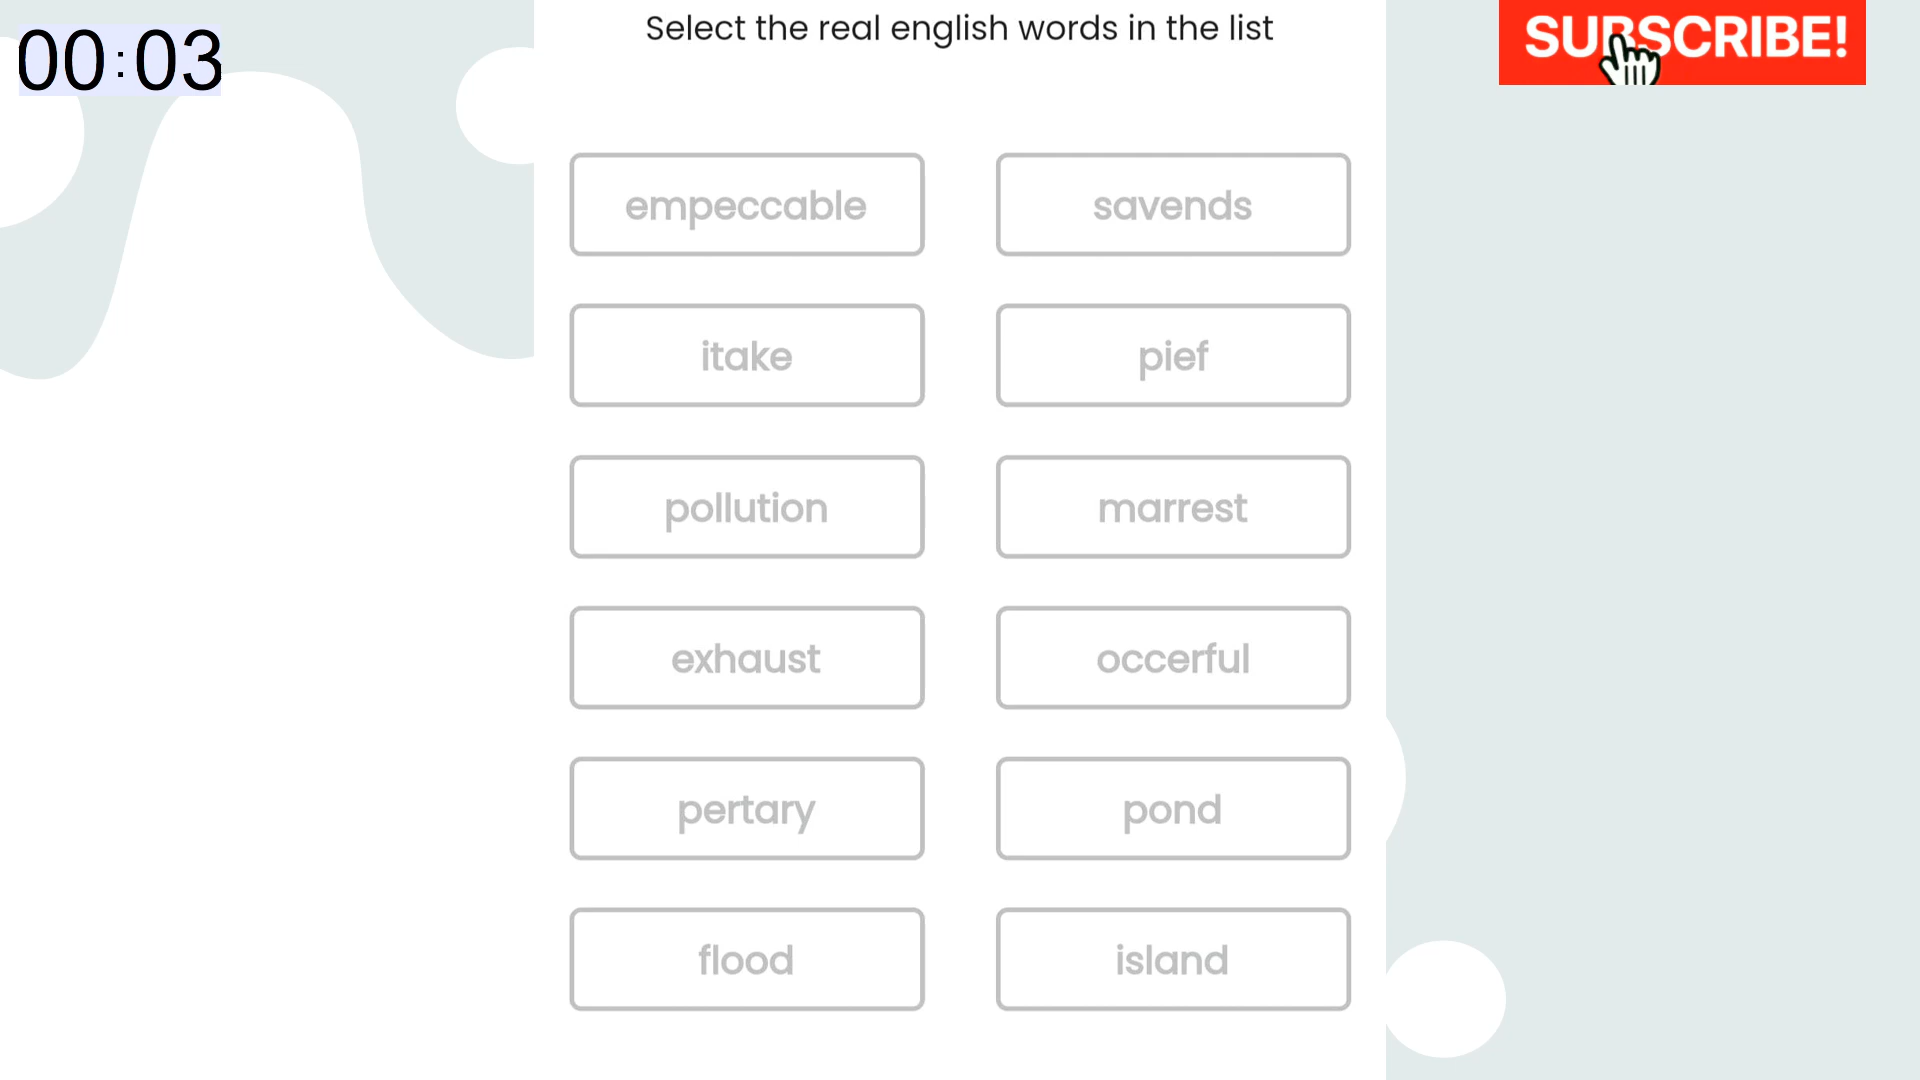 00:03
Select the real english words in the list
SUBSCRIBE!
empeccable
savends
itake
pief
pollution
marrest
exhaust
occerful
pertary
pond
flood
island